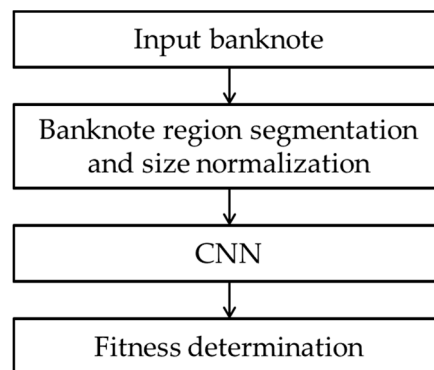 Input banknote
Banknote region segmentation
and size normalization
CNN
Fitness determination